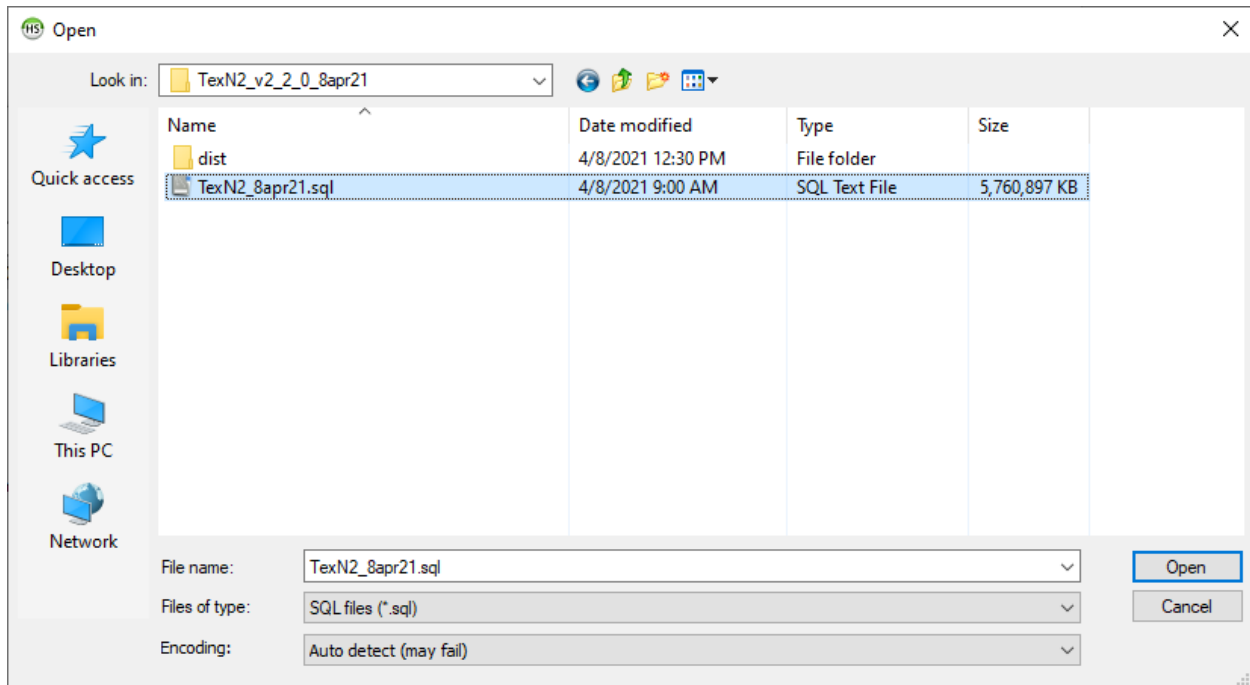 HS Open
Look in: TexN2_v2_2_0_8apr21
Name Date modified Type Size
dist 4/8/2021 12:30 PM File folder
TexN2_8apr21.sql 4/8/2021 9:00 AM SQL Text File 5,760,897 KB
Quick access
Desktop
Libraries
This PC
Network
File name: TexN2_8apr21.sql Open
Files of type: SQL files (*.sql) Cancel
Encoding: Auto detect (may fail)